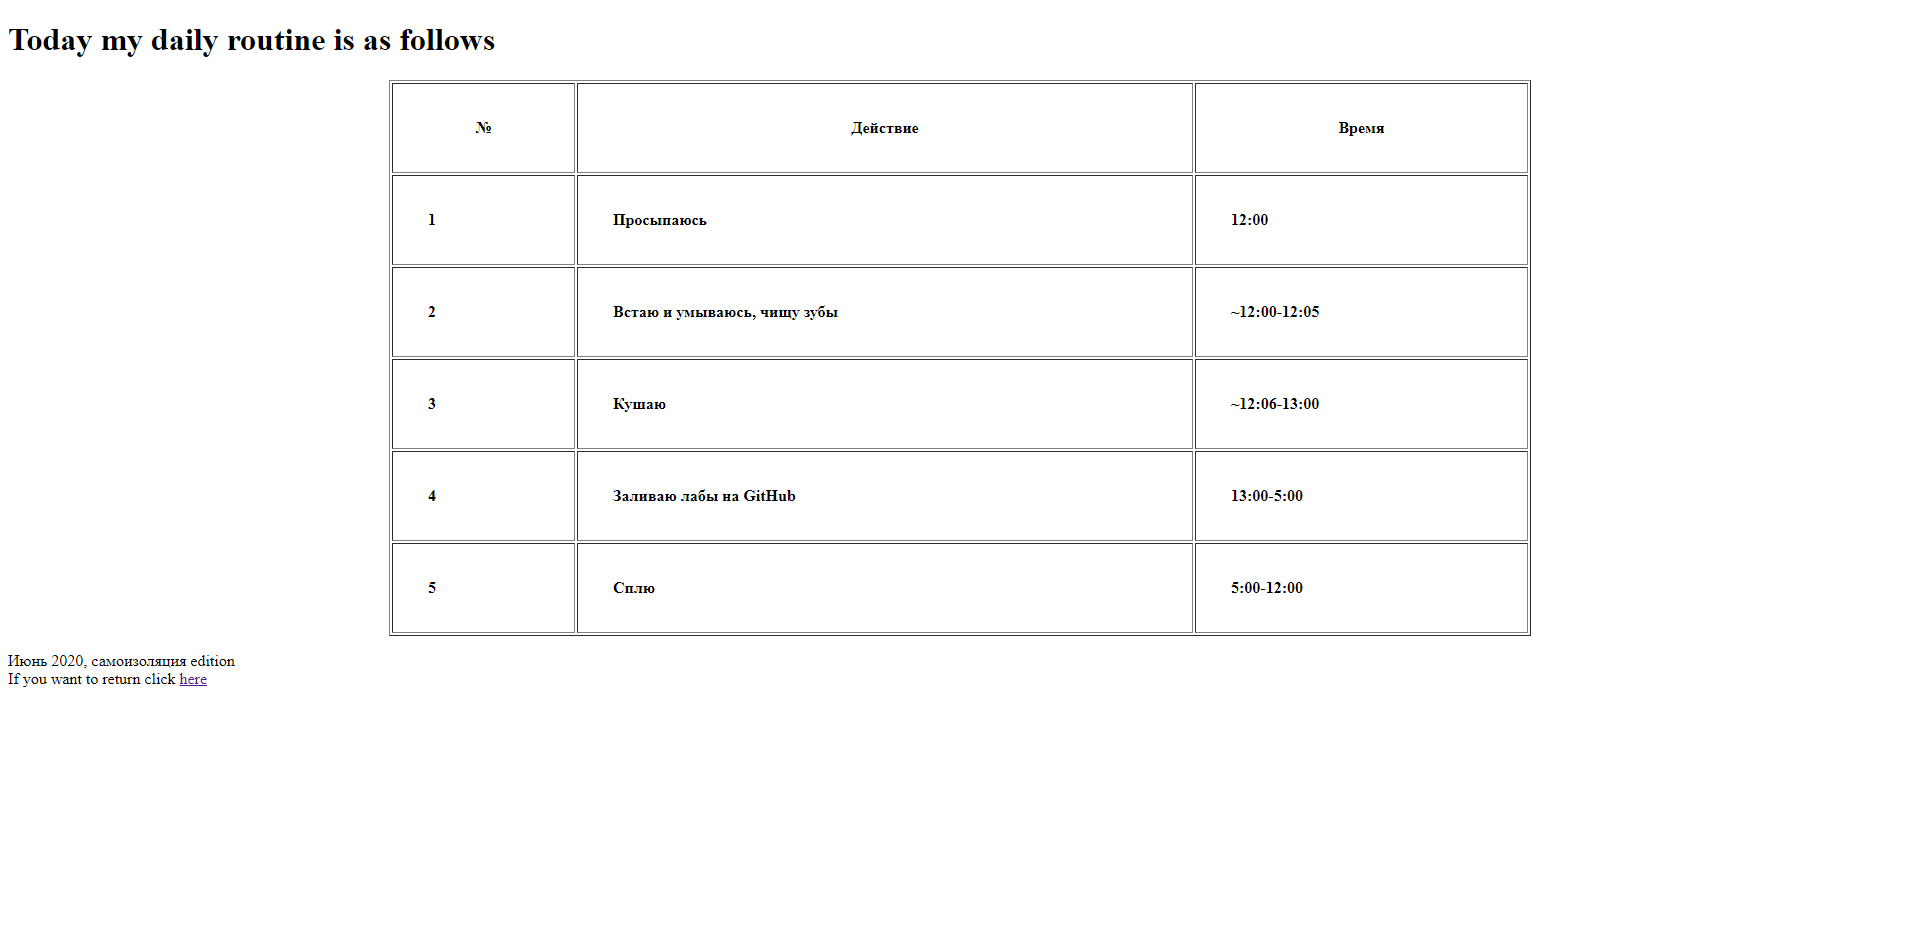 Today my daily routine is as follows
№ Действие Время
1 Просыпаюсь 12:00
2 Встаю и умываюсь, чищу зубы ~12:00-12:05
3 Кушаю ~12:06-13:00
4 Заливаю лабы на GitHub 13:00-5:00
5 Сплю 5:00-12:00
Июнь 2020, самоизоляция edition
If you want to return click here